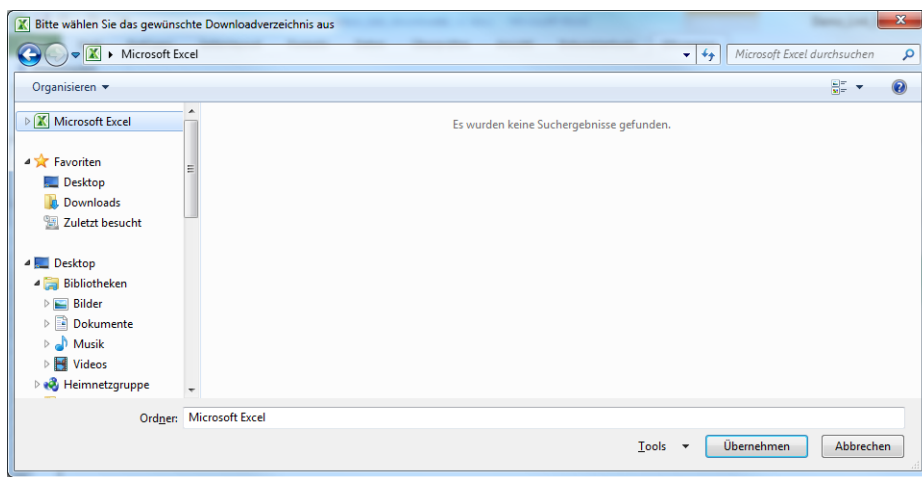 Bitte wählen Sie das gewünschte Downloadverzeichnis aus
Microsoft Excel
Microsoft Excel durchsuchen
Organisieren
Microsoft Excel
Es wurden keine Suchergebnisse gefunden.
Favoriten
Desktop
Downloads
Zuletzt besucht
Desktop
Bibliotheken
Bilder
Dokumente
Musik
Videos
Heimnetzgruppe
Ordner: Microsoft Excel
Tools Übernehmen Abbrechen